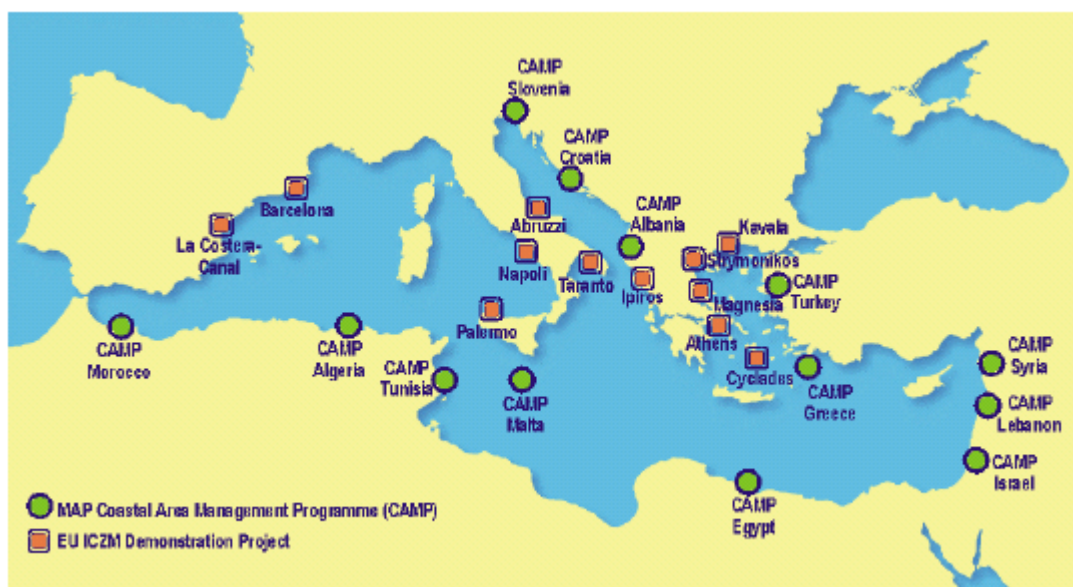 CAMP
Slovenia
CAMP
Croatia
Barcelona
La Costera-
Canal
Abruzzi
CAMP
Albania
Kavala
Strymonikos
Napoli
Taranto
Ipiros
Magnesia
CAMP
Turkey
Palermo
Athens
CAMP
Morocco
CAMP
Algeria
CAMP
Tunisia
CAMP
Malta
Cyclades
CAMP
Greece
CAMP
Syria
CAMP
Lebanon
CAMP
Israel
CAMP
Egypt
MAP Coastal Area Management Programme (CAMP)
EU ICZM Demonstration Project